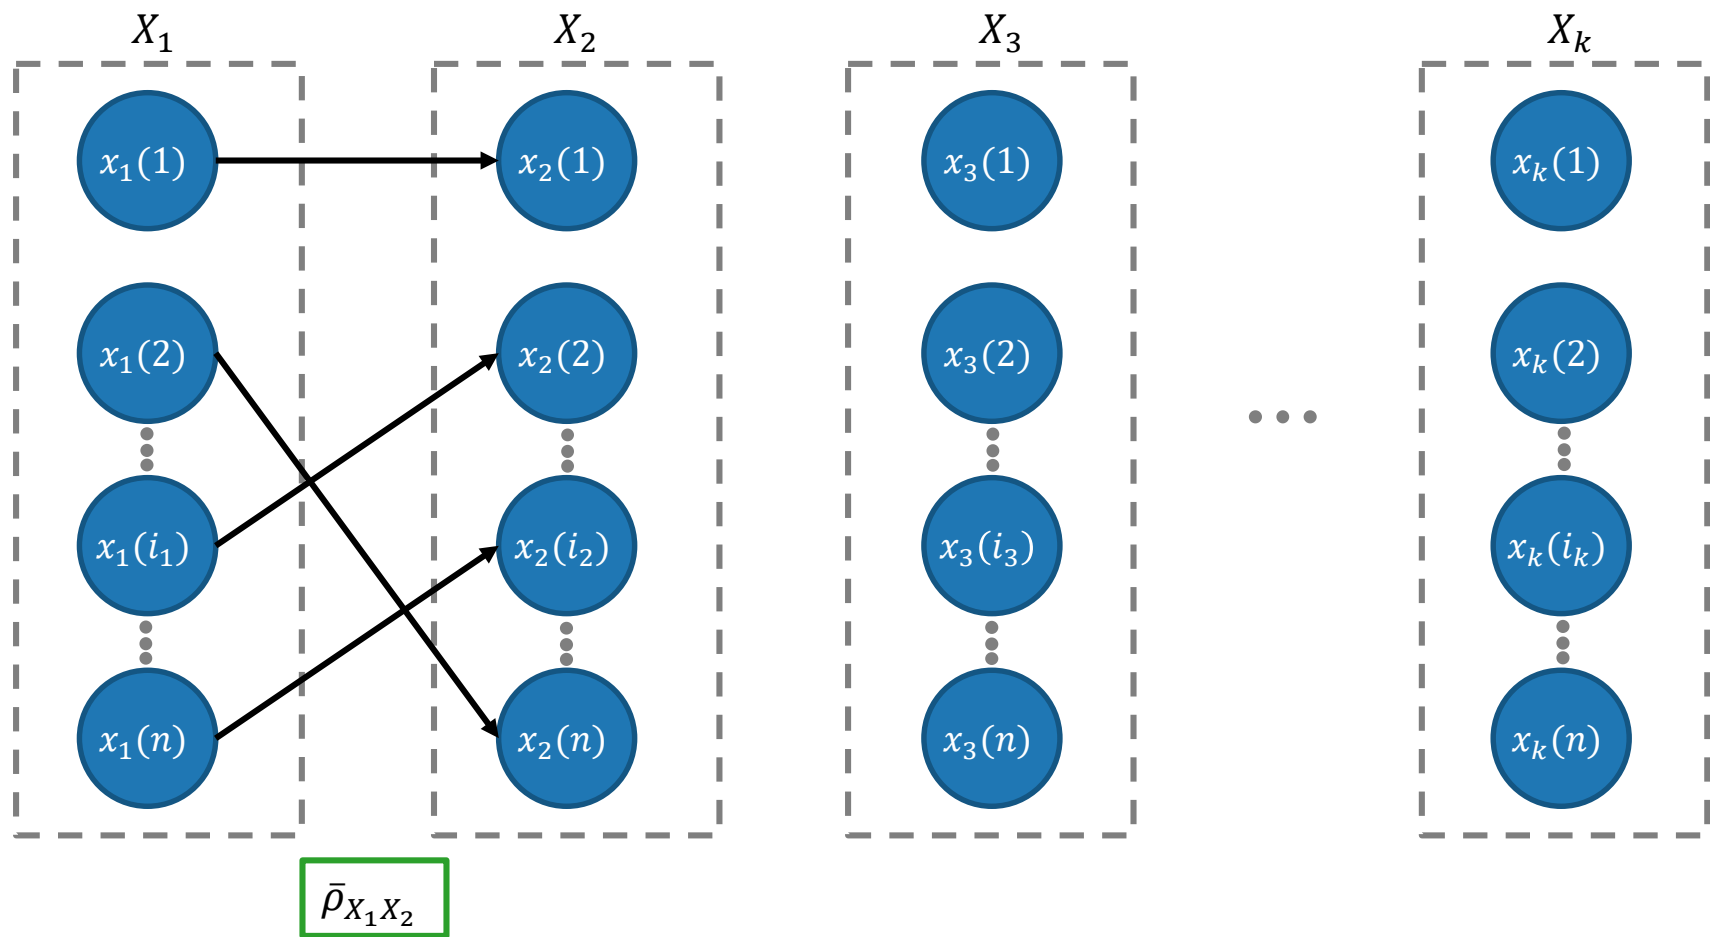 X₁ X₂ X₃ Xₖ
x₁(1) x₂(1) x₃(1) xₖ(1)
x₁(2) x₂(2) x₃(2) ... xₖ(2)
x₁(i₁) x₂(i₂) x₃(i₃) xₖ(iₖ)
x₁(n) x₂(n) x₃(n) xₖ(n)
ρ̄_{X₁X₂}